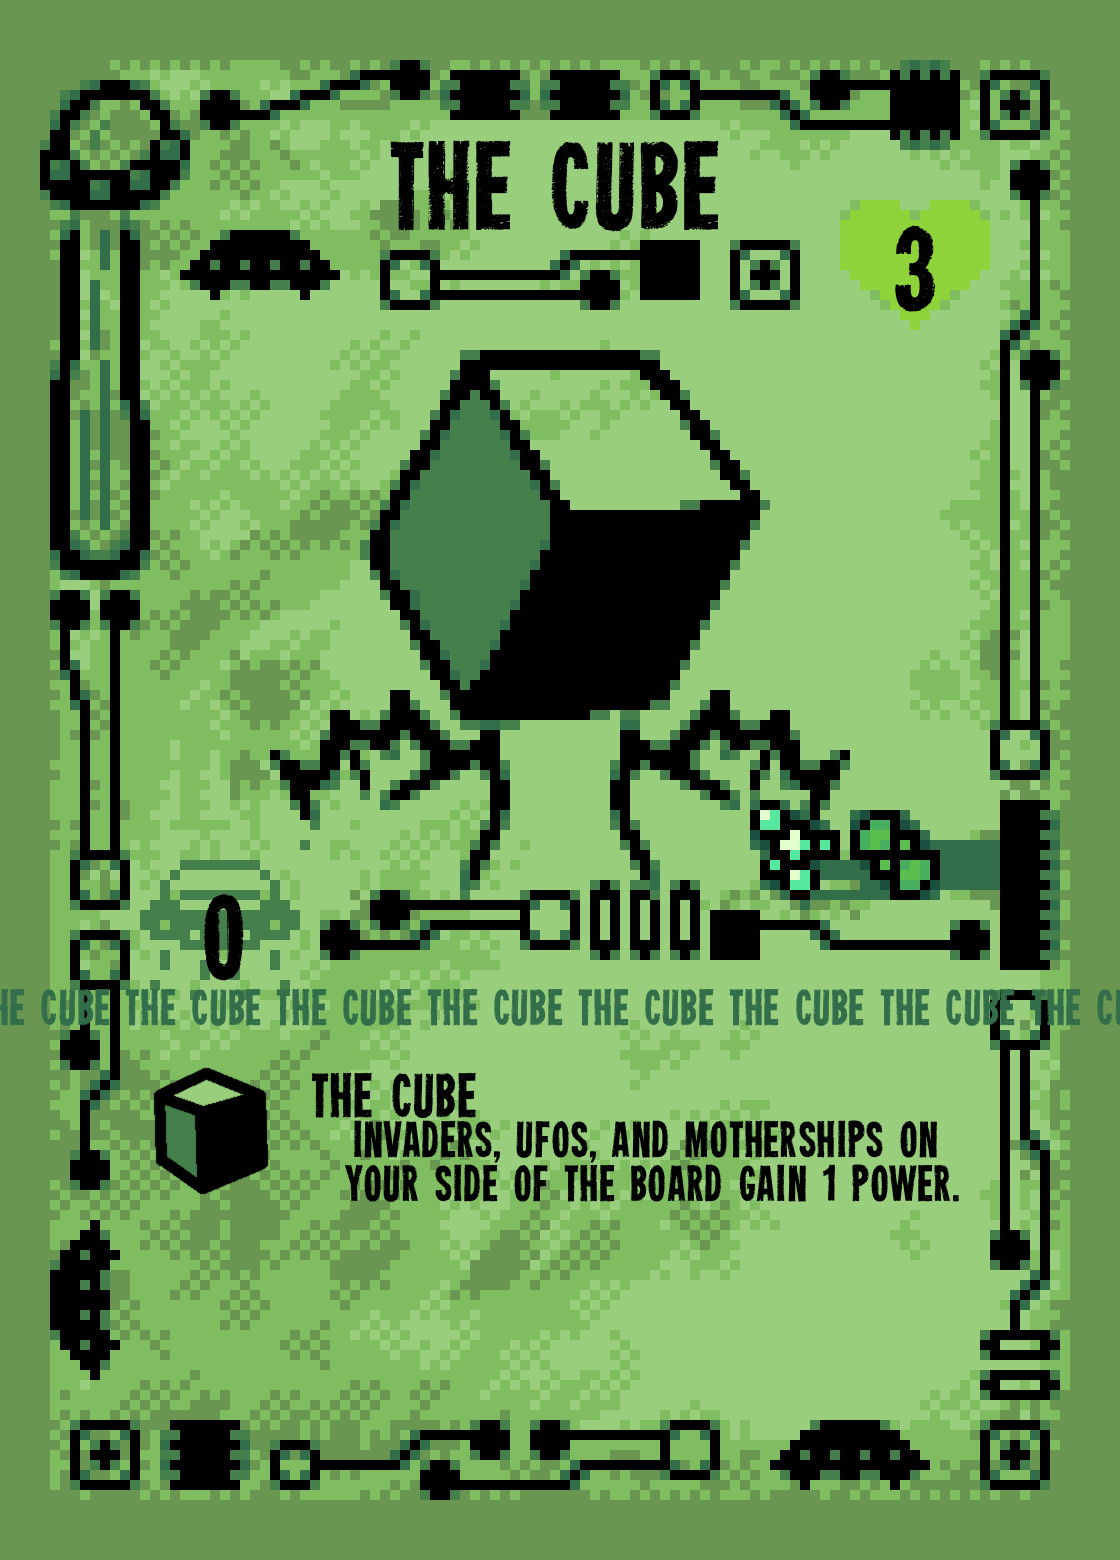 THE CUBE
3
0
HE CUBE THE CUBE THE CUBE THE CUBE THE CUBE THE CUBE THE CUBE THE CU
THE CUBE
INVADERS, UFOS, AND MOTHERSHIPS ON
YOUR SIDE OF THE BOARD GAIN 1 POWER.